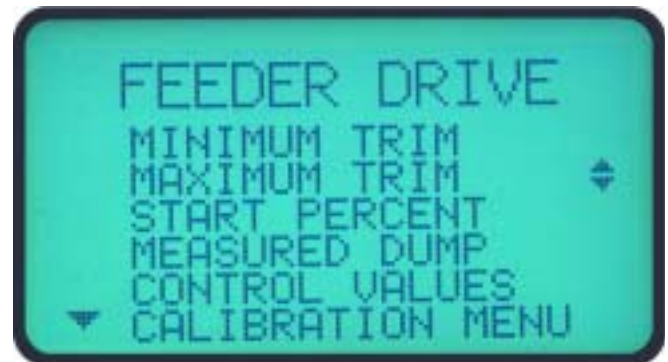 FEEDER DRIVE
MINIMUM TRIM
MAXIMUM TRIM
START PERCENT
MEASURED DUMP
CONTROL VALUES
CALIBRATION MENU